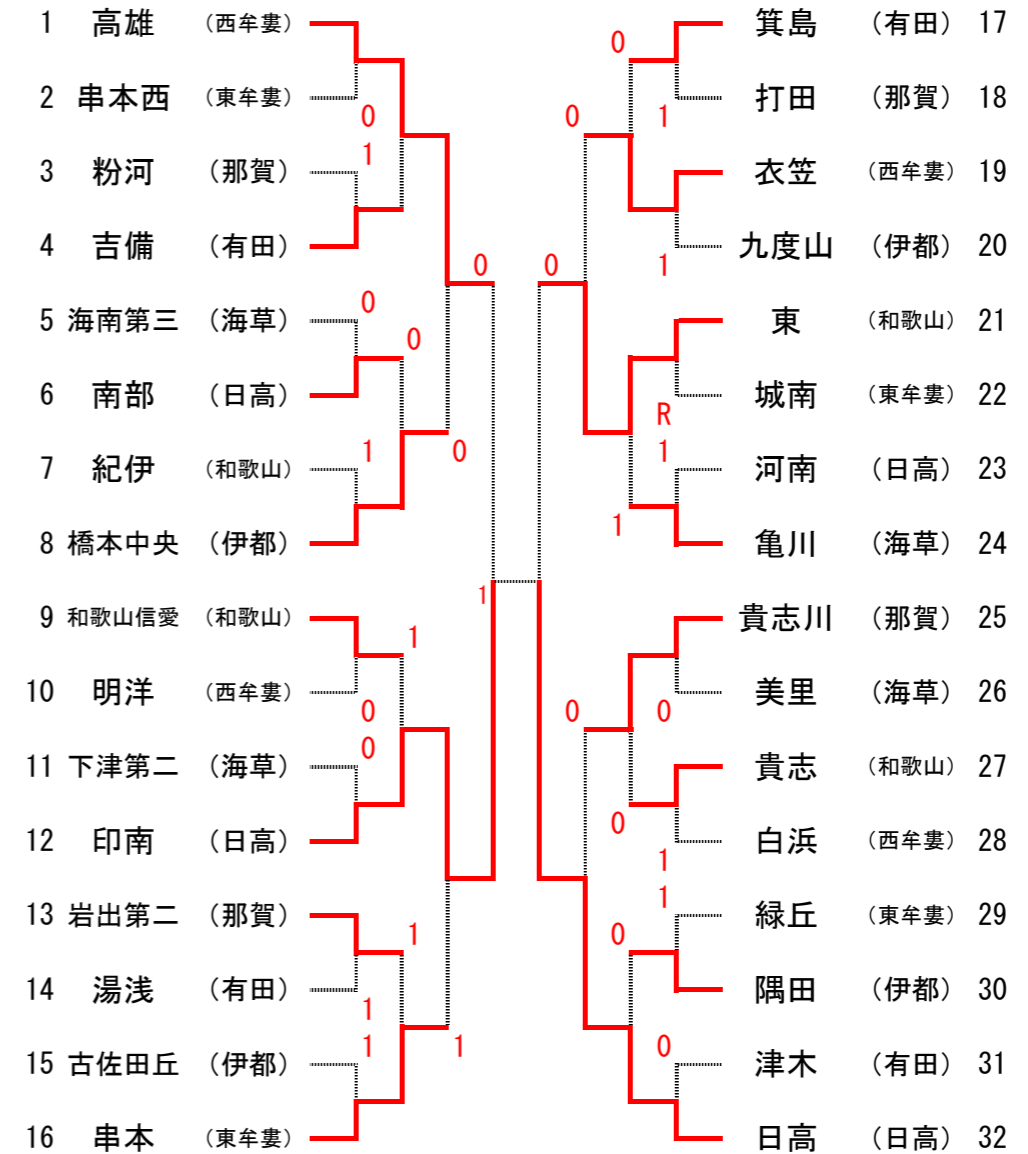 1 高雄 (西牟婁)
0
箕島 (有田) 17
2 串本西 (東牟婁)
打田 (那賀) 18
0
0
1
1
3 粉河 (那賀)
衣笠 (西牟婁) 19
4 吉備 (有田)
九度山 (伊都) 20
0
0
1
0
5 海南第三 (海草)
東 (和歌山) 21
0
6 南部 (日高)
城南 (東牟婁) 22
R
1
0
1
7 紀伊 (和歌山)
河南 (日高) 23
1
8 橋本中央 (伊都)
亀川 (海草) 24
1
9 和歌山信愛 (和歌山)
貴志川 (那賀) 25
1
10 明洋 (西牟婁)
美里 (海草) 26
0
0
0
0
11 下津第二 (海草)
貴志 (和歌山) 27
0
12 印南 (日高)
白浜 (西牟婁) 28
1
1
13 岩出第二 (那賀)
緑丘 (東牟婁) 29
1
0
14 湯浅 (有田)
隅田 (伊都) 30
1
1
1
0
15 古佐田丘 (伊都)
津木 (有田) 31
16 串本 (東牟婁)
日高 (日高) 32